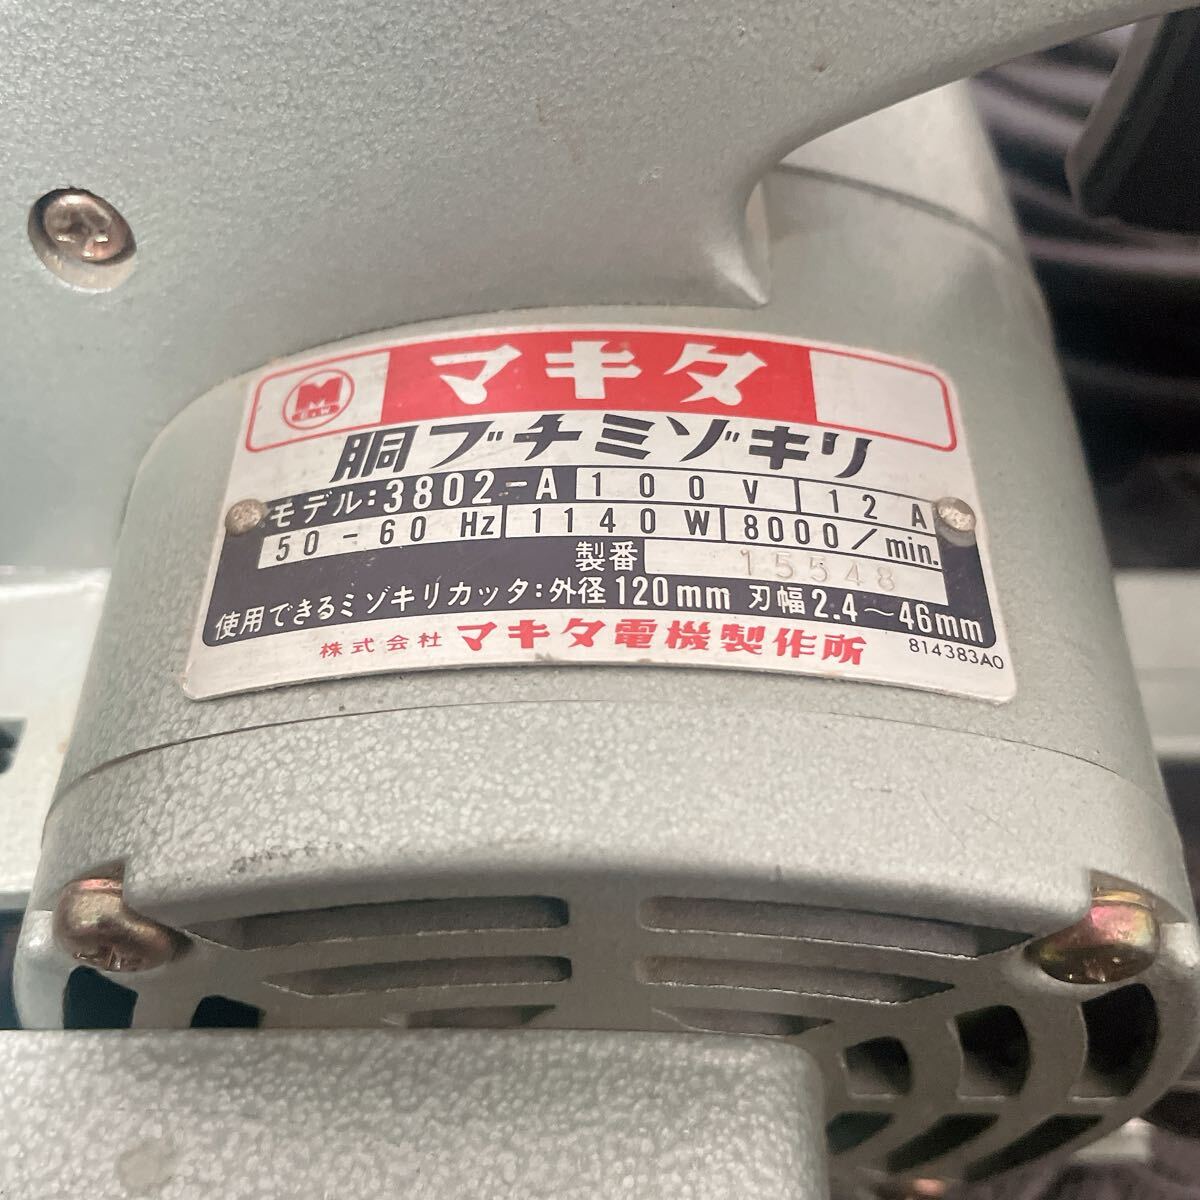 M
E&W
マキタ
胴ブチミゾキリ
モデル:3802-A 100V 12A
50-60Hz 1140W 8000/min.
製番 15548
使用できるミゾキリカッタ:外径120mm 刃幅2.4～46mm
株式会社 マキタ電機製作所 814383A0